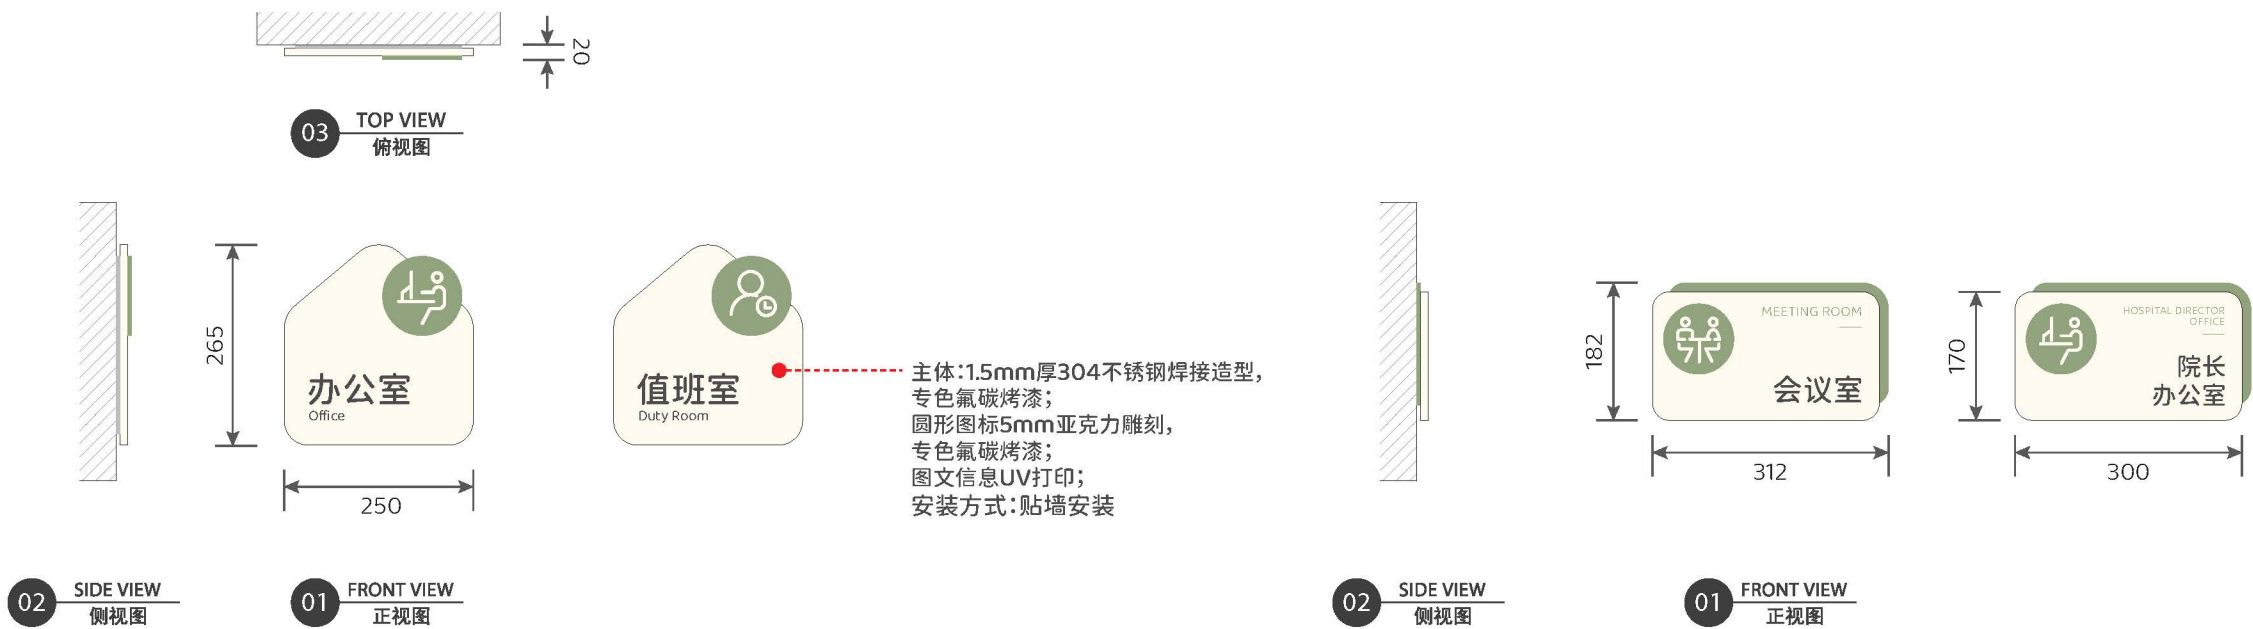 20
03
TOP VIEW
俯视图
265
办公室
Office
250
值班室
Duty Room
主体:1.5mm厚304不锈钢焊接造型,
专色氟碳烤漆;
圆形图标5mm亚克力雕刻,
专色氟碳烤漆;
图文信息UV打印;
安装方式:贴墙安装
02
SIDE VIEW
侧视图
01
FRONT VIEW
正视图
182
MEETING ROOM
会议室
312
170
HOSPITAL DIRECTOR
OFFICE
院长
办公室
300
02
SIDE VIEW
侧视图
01
FRONT VIEW
正视图